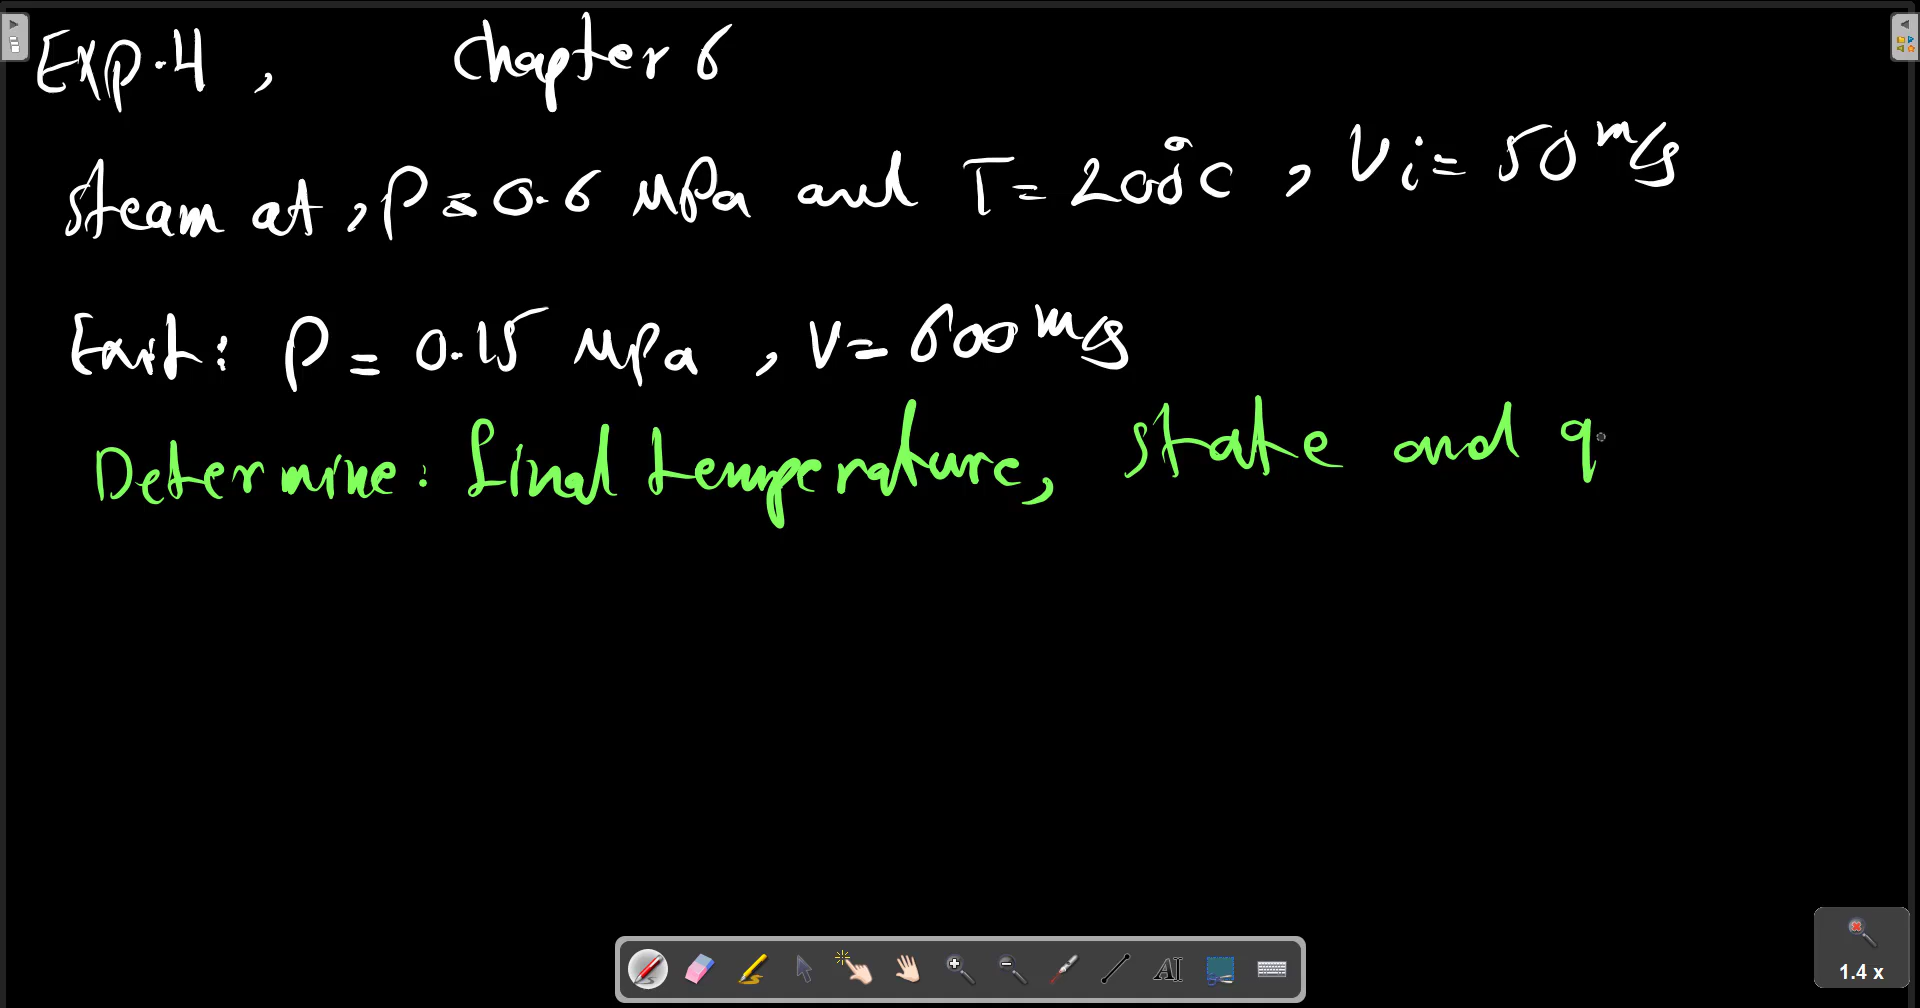 Exp.4 , Chapter 6
steam at, P = 0.6 MPa and T = 200°C , Vi = 50 m/s
Exit: P = 0.15 MPa , V = 600 m/s
Determine: final temperature, state and q
AI
1.4 x